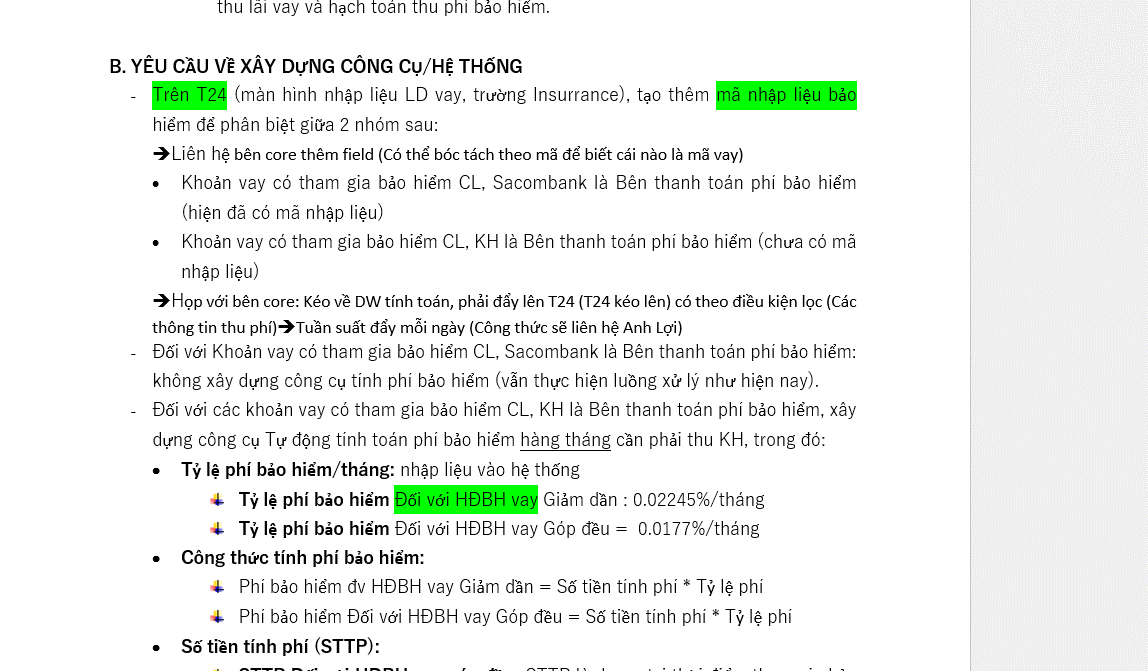 thu lãi vay và hạch toán thu phí bảo hiểm.
B. YÊU CẦU VỀ XÂY DỰNG CÔNG CỤ/HỆ THỐNG
- Trên T24 (màn hình nhập liệu LD vay, trường Insurrance), tạo thêm mã nhập liệu bảo
hiểm để phân biệt giữa 2 nhóm sau:
➔Liên hệ bên core thêm field (Có thể bóc tách theo mã để biết cái nào là mã vay)
• Khoản vay có tham gia bảo hiểm CL, Sacombank là Bên thanh toán phí bảo hiểm
(hiện đã có mã nhập liệu)
• Khoản vay có tham gia bảo hiểm CL, KH là Bên thanh toán phí bảo hiểm (chưa có mã
nhập liệu)
➔Họp với bên core: Kéo về DW tính toán, phải đẩy lên T24 (T24 kéo lên) có theo điều kiện lọc (Các
thông tin thu phí)➔Tuần suất đẩy mỗi ngày (Công thức sẽ liên hệ Anh Lợi)
- Đối với Khoản vay có tham gia bảo hiểm CL, Sacombank là Bên thanh toán phí bảo hiểm:
không xây dựng công cụ tính phí bảo hiểm (vẫn thực hiện luồng xử lý như hiện nay).
- Đối với các khoản vay có tham gia bảo hiểm CL, KH là Bên thanh toán phí bảo hiểm, xây
dựng công cụ Tự động tính toán phí bảo hiểm hàng tháng cần phải thu KH, trong đó:
• Tỷ lệ phí bảo hiểm/tháng: nhập liệu vào hệ thống
Tỷ lệ phí bảo hiểm Đối với HĐBH vay Giảm dần : 0.02245%/tháng
Tỷ lệ phí bảo hiểm Đối với HĐBH vay Góp đều = 0.0177%/tháng
• Công thức tính phí bảo hiểm:
Phí bảo hiểm đv HĐBH vay Giảm dần = Số tiền tính phí * Tỷ lệ phí
Phí bảo hiểm Đối với HĐBH vay Góp đều = Số tiền tính phí * Tỷ lệ phí
• Số tiền tính phí (STTP):